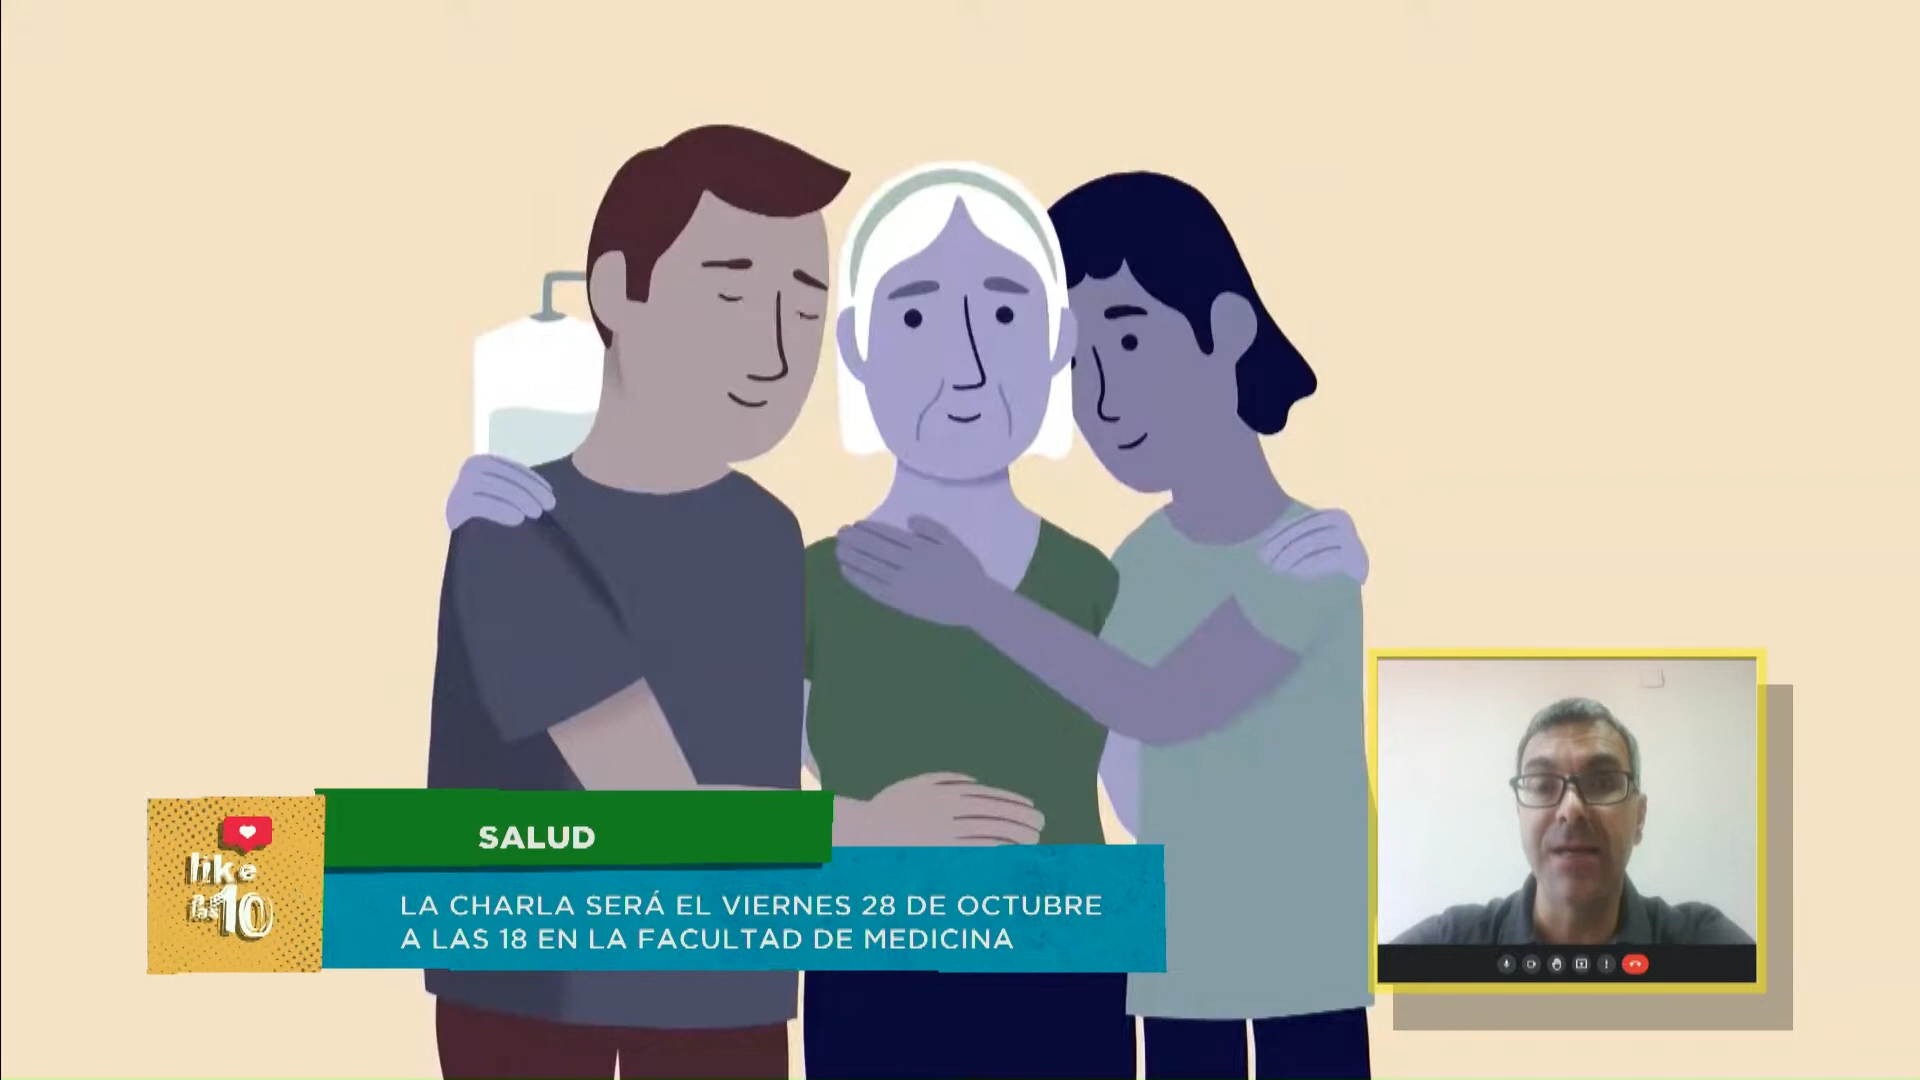 SALUD
like
las 10
LA CHARLA SERÁ EL VIERNES 28 DE OCTUBRE
A LAS 18 EN LA FACULTAD DE MEDICINA